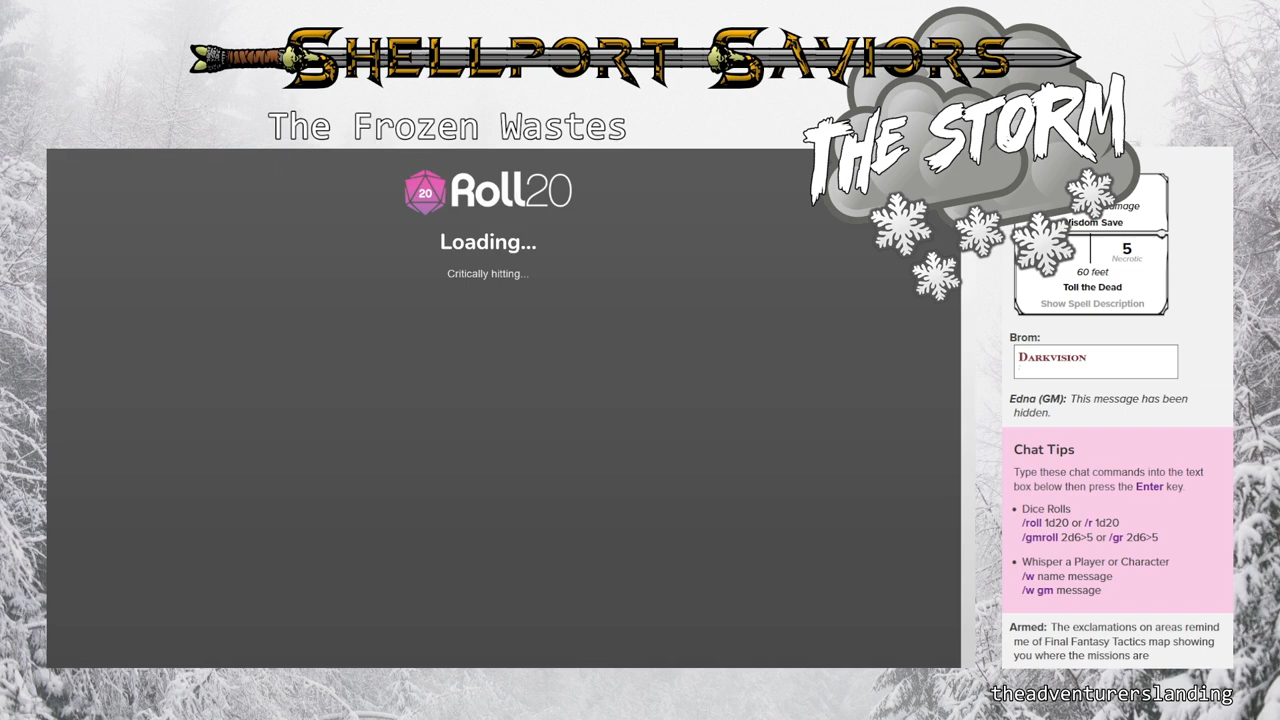 SHELLPORT SAVIORS
THE STORM
The Frozen Wastes
20 Roll20
Loading...
Critically hitting...
Save
5
Necrotic
60 feet
Toll the Dead
Show Spell Description
Brom:
DARKVISION
:
Edna (GM): This message has been
hidden.
Chat Tips
Type these chat commands into the text
box below then press the Enter key.
• Dice Rolls
/roll 1d20 or /r 1d20
/gmroll 2d6>5 or /gr 2d6>5
• Whisper a Player or Character
/w name message
/w gm message
Armed: The exclamations on areas remind
me of Final Fantasy Tactics map showing
you where the missions are
theadventurerslanding